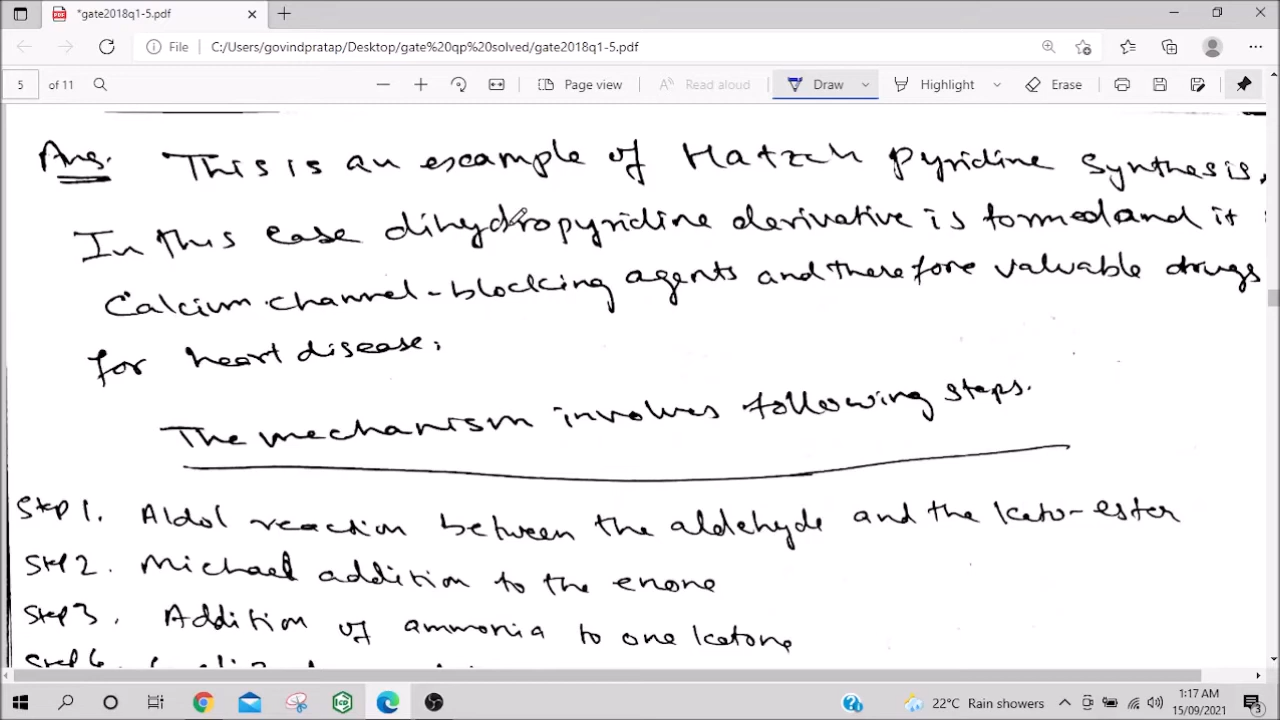 *gate2018q1-5.pdf
File C:/Users/govindpratap/Desktop/gate%20qp%20solved/gate2018q1-5.pdf
5 of 11 Page view Read aloud Draw Highlight Erase
Ans. This is an example of Hatzch pyridine synthesis,
In this case dihydropyridine derivative is formed and it
Calcium channel-blocking agents and therefore valuable drugs
for heart disease.
The mechanism involves following steps.
Step 1. Aldol reaction between the aldehyde and the keto-ester
Step 2. Michael addition to the enone
Step 3. Addition of ammonia to one ketone
22°C Rain showers
1:17 AM
15/09/2021
3